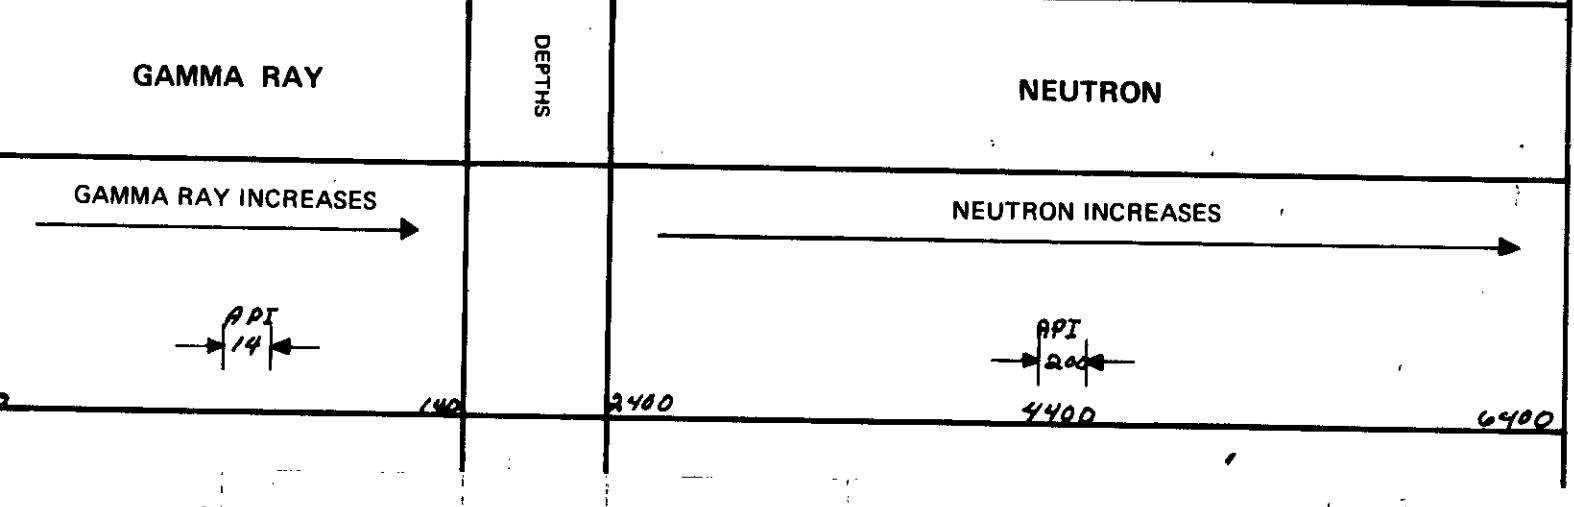 GAMMA RAY
DEPTHS
NEUTRON
GAMMA RAY INCREASES
NEUTRON INCREASES
API
14
API
200
140
2400
4400
6400